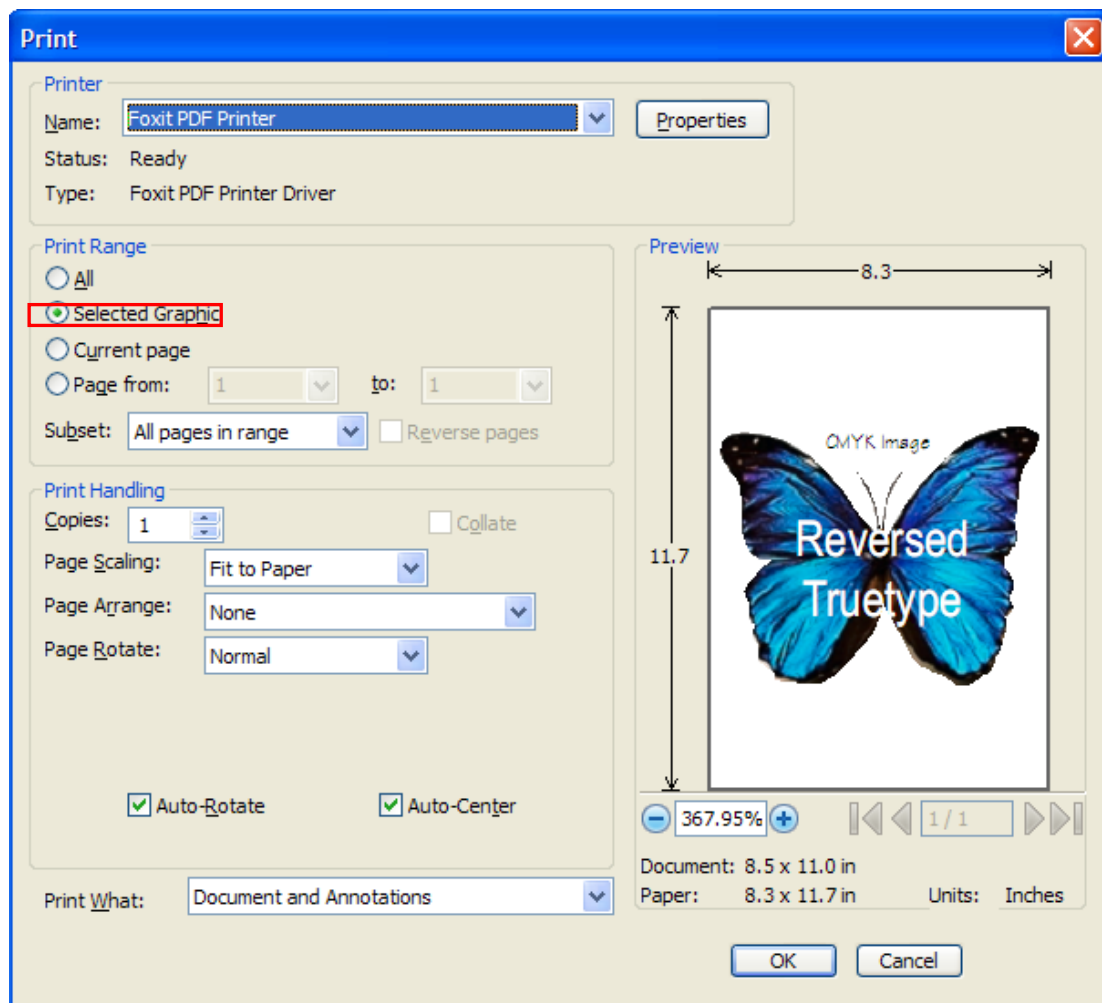 Print
Printer
Name: Foxit PDF Printer Properties
Status: Ready
Type: Foxit PDF Printer Driver
Print Range
All
Selected Graphic
Current page
Page from: 1 to: 1
Subset: All pages in range Reverse pages
Print Handling
Copies: 1 Collate
Page Scaling: Fit to Paper
Page Arrange: None
Page Rotate: Normal
Auto-Rotate Auto-Center
Print What: Document and Annotations
Preview
8.3
11.7
CMYK Image
Reversed
Truetype
367.95% 1 / 1
Document: 8.5 x 11.0 in
Paper: 8.3 x 11.7 in Units: Inches
OK Cancel